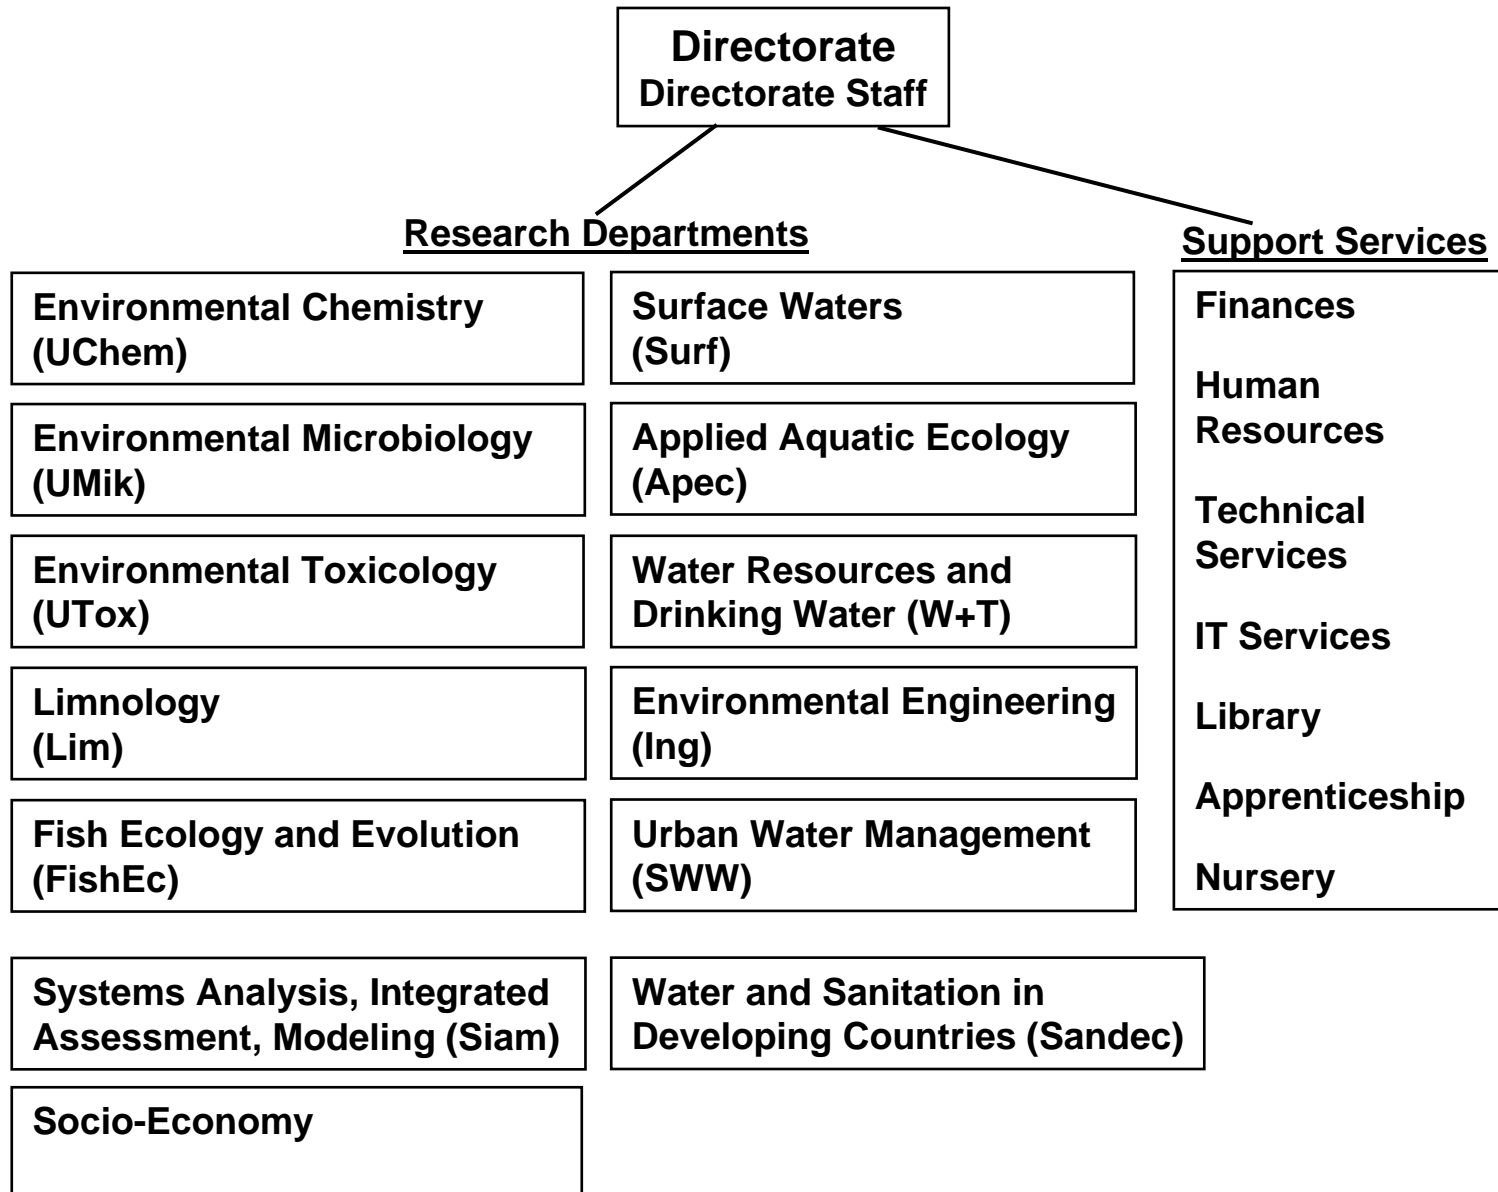 Directorate
Directorate Staff
Research Departments
Support Services
Environmental Chemistry
(UChem)
Surface Waters
(Surf)
Environmental Microbiology
(UMik)
Applied Aquatic Ecology
(Apec)
Environmental Toxicology
(UTox)
Water Resources and
Drinking Water (W+T)
Limnology
(Lim)
Environmental Engineering
(Ing)
Fish Ecology and Evolution
(FishEc)
Urban Water Management
(SWW)
Systems Analysis, Integrated
Assessment, Modeling (Siam)
Water and Sanitation in
Developing Countries (Sandec)
Socio-Economy
Finances
Human
Resources
Technical
Services
IT Services
Library
Apprenticeship
Nursery